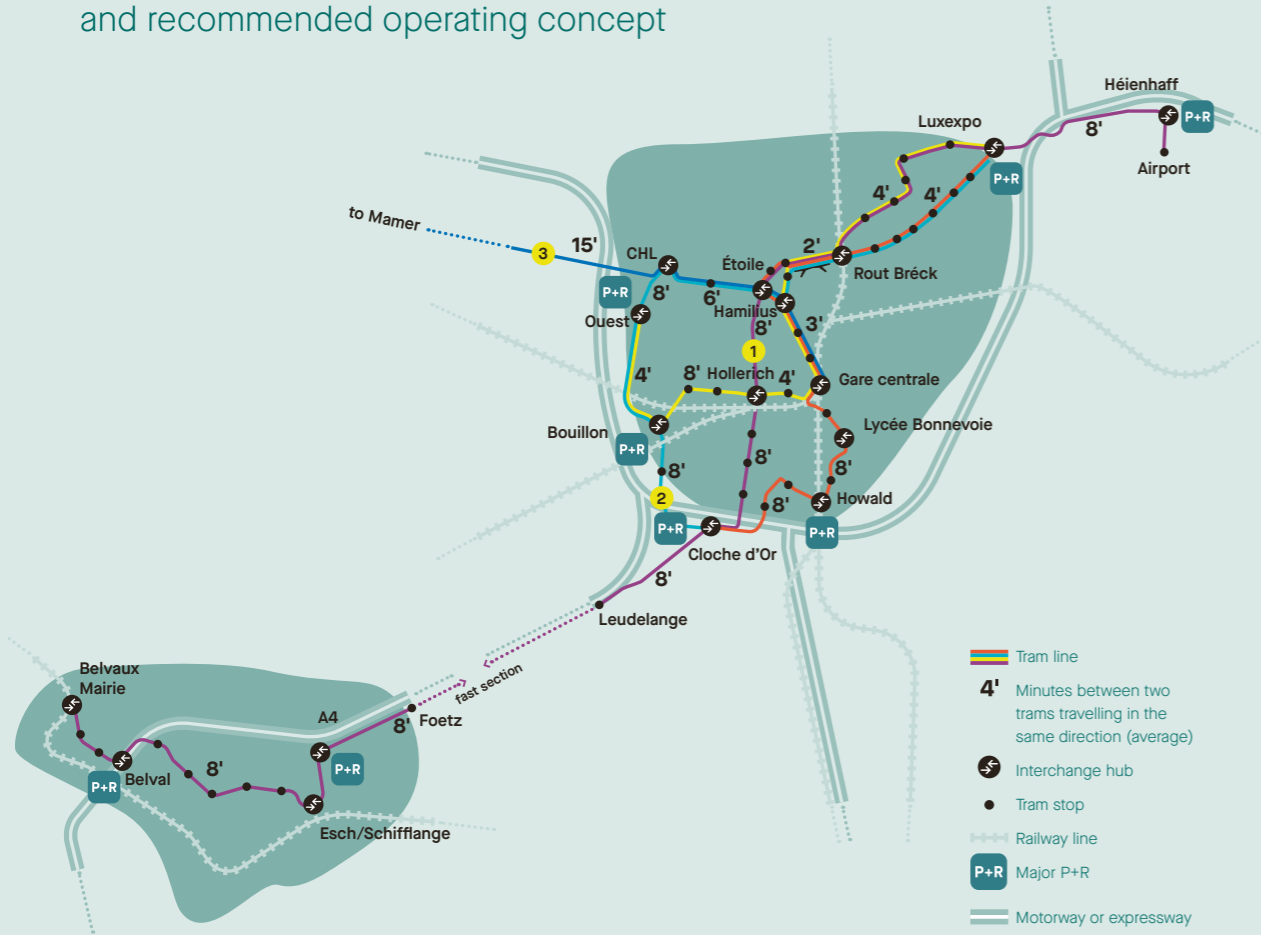 and recommended operating concept
Héienhaff
P+R
8'
Airport
Luxexpo
P+R
4'
4'
to Mamer
3
15'
CHL
Étoile
2'
Rout Bréck
P+R
8'
6'
Ouest
Hamilius
8'
3'
1
4'
8'
Hollerich
4'
Gare centrale
Bouillon
P+R
Lycée Bonnevoie
8'
8'
8'
2
8'
Howald
P+R
P+R
Cloche d'Or
8'
Leudelange
fast section
Belvaux
Mairie
A4
8'
Foetz
P+R
8'
Belval
P+R
Esch/Schifflange
Tram line
4'
Minutes between two
trams travelling in the
same direction (average)
Interchange hub
Tram stop
Railway line
P+R
Major P+R
Motorway or expressway